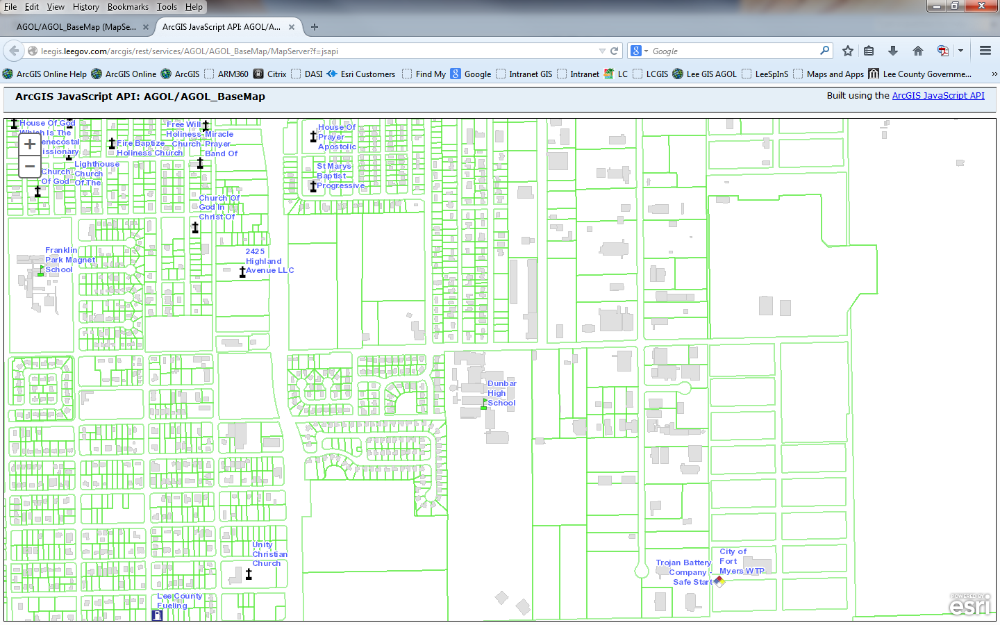 File Edit View History Bookmarks Tools Help
AGOL/AGOL_BaseMap (MapSe...
ArcGIS JavaScript API: AGOL/A...
leegis.leegov.com/arcgis/rest/services/AGOL/AGOL_BaseMap/MapServer?f=jsapi
Google
ArcGIS Online Help ArcGIS Online ArcGIS ARM360 Citrix DASI Esri Customers Find My Google Intranet GIS Intranet LC LCGIS Lee GIS AGOL LeeSpInS Maps and Apps Lee County Governme... »
ArcGIS JavaScript API: AGOL/AGOL_BaseMap
Built using the ArcGIS JavaScript API
House Of God
Which Is The
enecostal
issionary
+
−
Fire Baptize
Holiness Church
Free Will
Holiness
Church
Miracle
Prayer
Band Of
House Of
Prayer
Apostolic
Church
Of God
Lighthouse
Church
Of The
St Marys
Baptist
Progressive
Church Of
God In
Christ Of
Franklin
Park Magnet
School
2425
Highland
Avenue LLC
Dunbar
High
School
Unity
Christian
Church
Trojan Battery
Company -
Safe Start
City of
Fort
Myers WTP
Lee County
Fueling
POWERED BY
esri